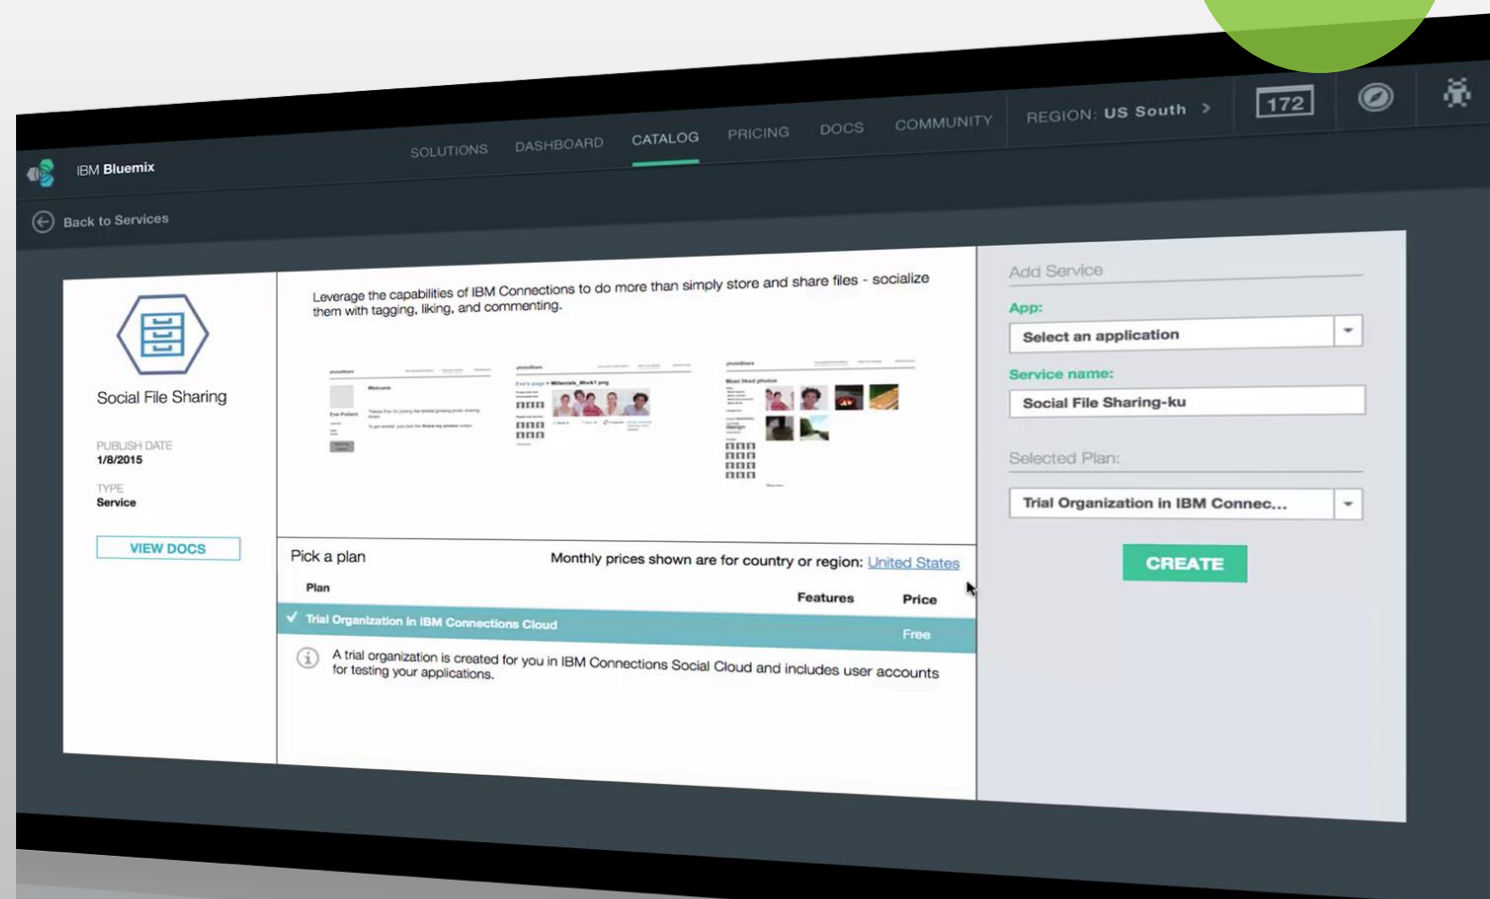 IBM Bluemix
SOLUTIONS
DASHBOARD
CATALOG
PRICING
DOCS
COMMUNITY
REGION: US South >
172
Back to Services
Social File Sharing
PUBLISH DATE
1/8/2015
TYPE
Service
VIEW DOCS
Leverage the capabilities of IBM Connections to do more than simply store and share files - socialize
them with tagging, liking, and commenting.
Welcome
Most liked photos
Pick a plan
Monthly prices shown are for country or region: United States
Plan
Features
Price
Trial Organization in IBM Connections Cloud
Free
A trial organization is created for you in IBM Connections Social Cloud and includes user accounts
for testing your applications.
Add Service
App:
Select an application
Service name:
Social File Sharing-ku
Selected Plan:
Trial Organization in IBM Connec...
CREATE